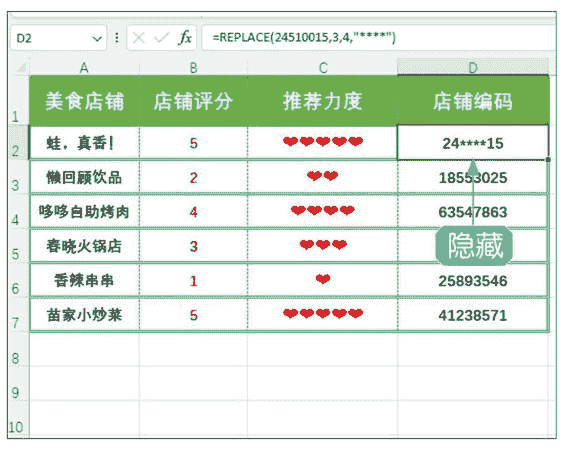 D2 fx =REPLACE(24510015,3,4,"****")
A B C D
1 美食店铺 店铺评分 推荐力度 店铺编码
2 蛙，真香！ 5 ❤❤❤❤❤ 24****15
3 懒回顾饮品 2 ❤❤ 18553025
4 哆哆自助烤肉 4 ❤❤❤❤ 63547863
隐藏
5 春晓火锅店 3 ❤❤❤
6 香辣串串 1 ❤ 25893546
7 苗家小炒菜 5 ❤❤❤❤❤ 41238571
8
9
10